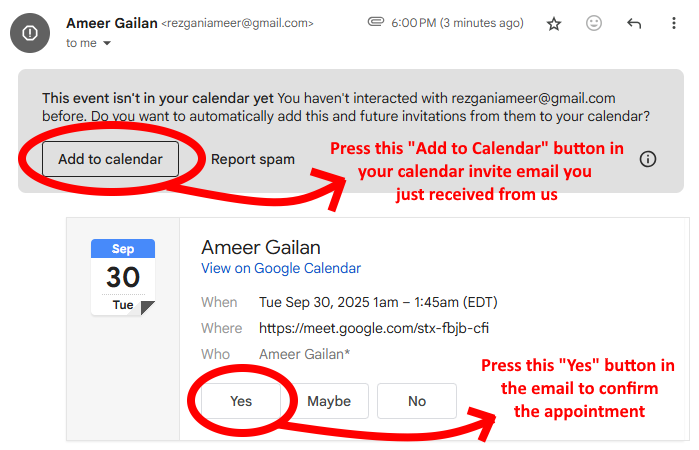 Ameer Gailan <rezganiameer@gmail.com>
6:00 PM (3 minutes ago)
to me
This event isn't in your calendar yet You haven't interacted with rezganiameer@gmail.com
before. Do you want to automatically add this and future invitations from them to your calendar?
Add to calendar
Report spam
Press this "Add to Calendar" button in
your calendar invite email you
just received from us
Sep
30
Tue
Ameer Gailan
View on Google Calendar
When Tue Sep 30, 2025 1am – 1:45am (EDT)
Where https://meet.google.com/stx-fbjb-cfi
Who Ameer Gailan*
Yes
Maybe
No
Press this "Yes" button in
the email to confirm
the appointment